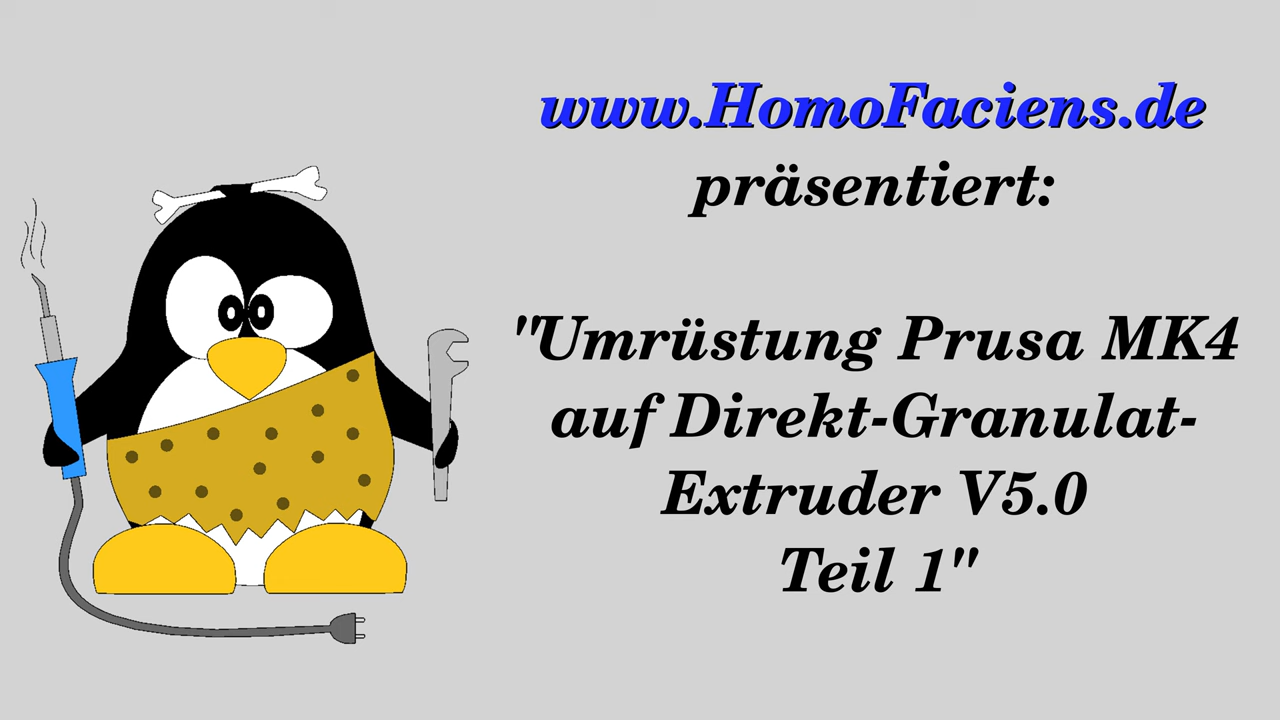 www.HomoFaciens.de
präsentiert:
"Umrüstung Prusa MK4
auf Direkt-Granulat-
Extruder V5.0
Teil 1"